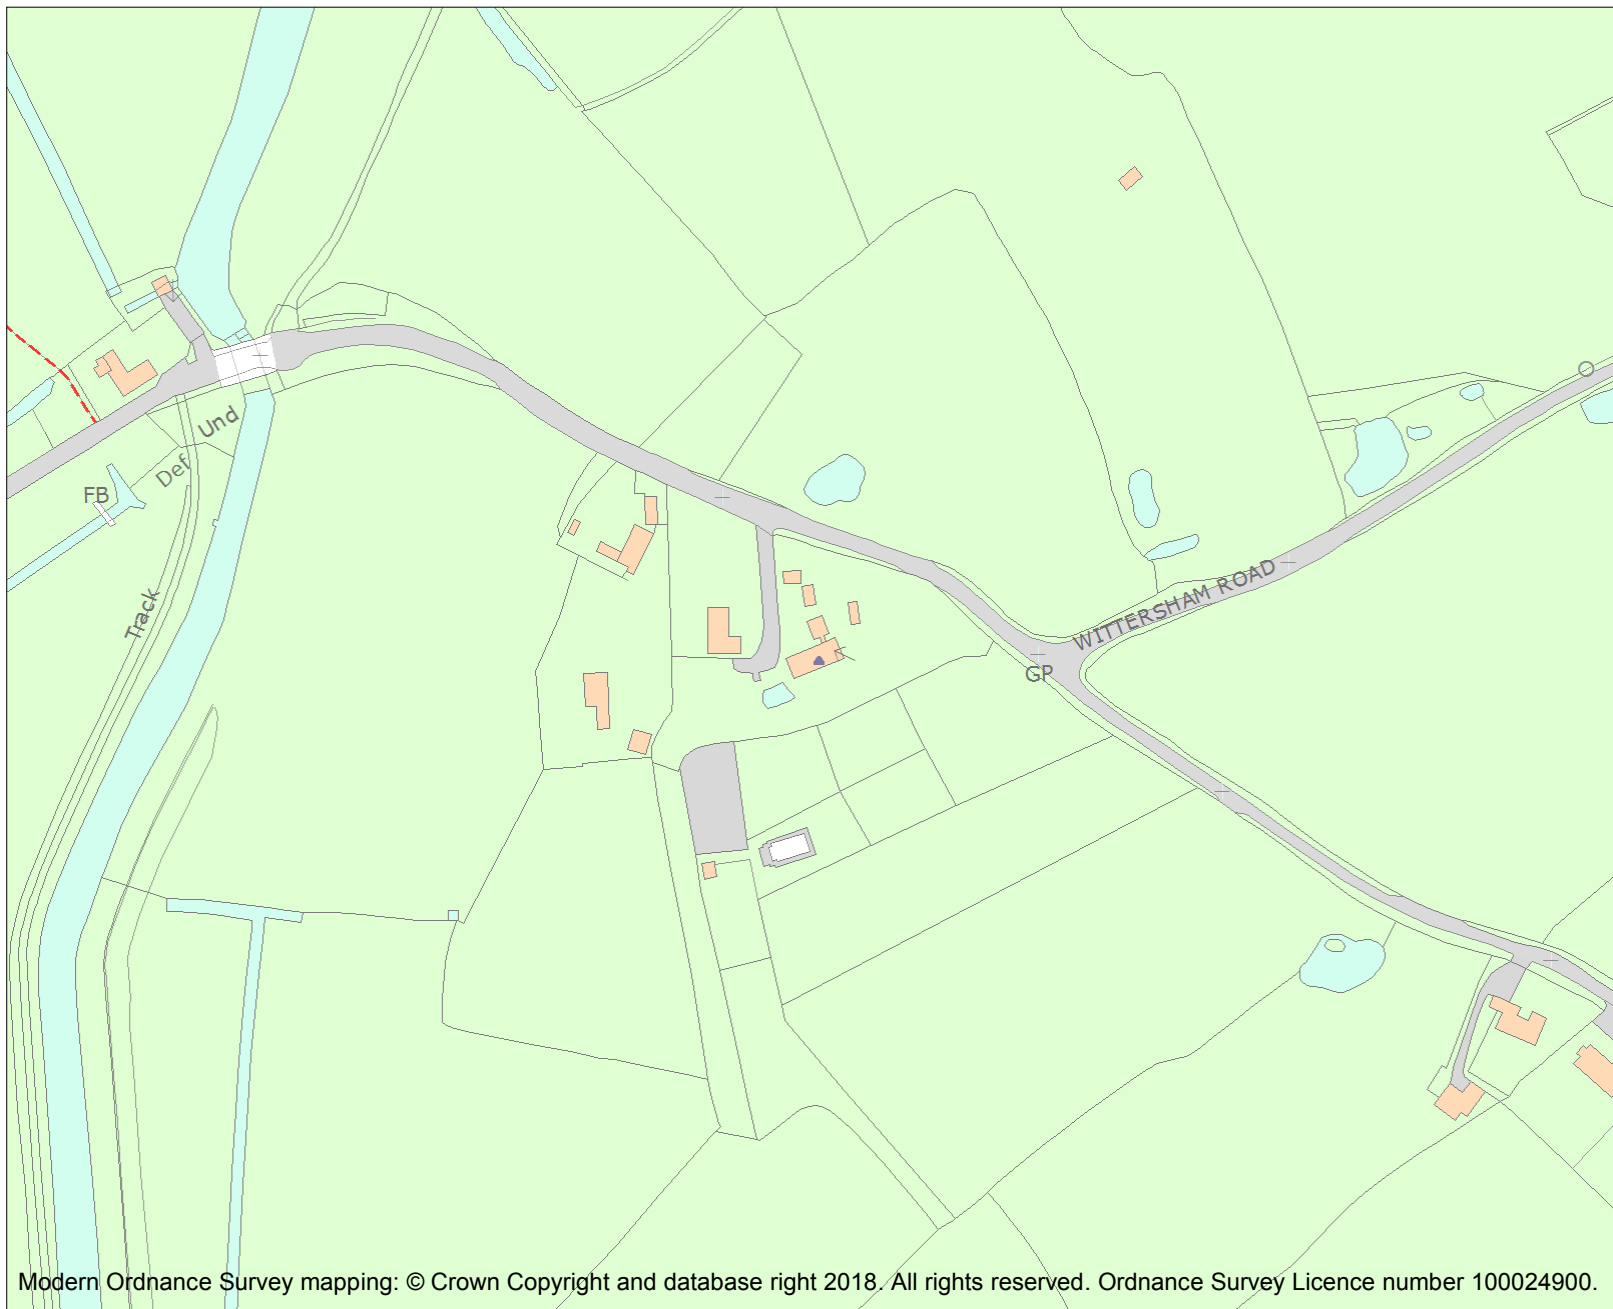 Und
Def
FB
WITTERSHAM ROAD
Track
GP
Modern Ordnance Survey mapping: © Crown Copyright and database right 2018. All rights reserved. Ordnance Survey Licence number 100024900.